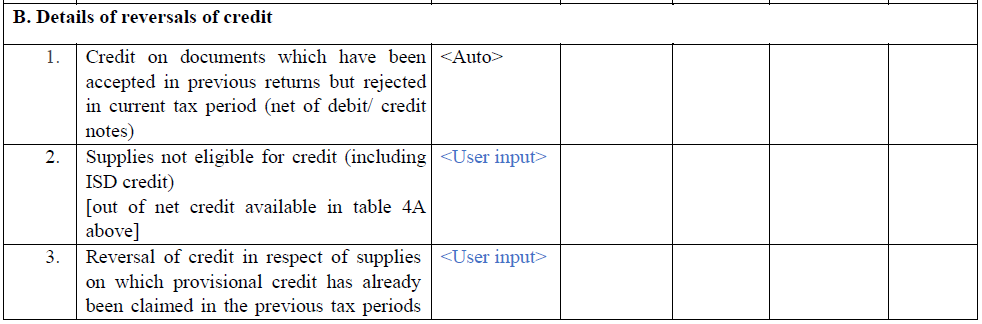 B. Details of reversals of credit
1. Credit on documents which have been <Auto>
accepted in previous returns but rejected
in current tax period (net of debit/ credit
notes)
2. Supplies not eligible for credit (including <User input>
ISD credit)
[out of net credit available in table 4A
above]
3. Reversal of credit in respect of supplies <User input>
on which provisional credit has already
been claimed in the previous tax periods